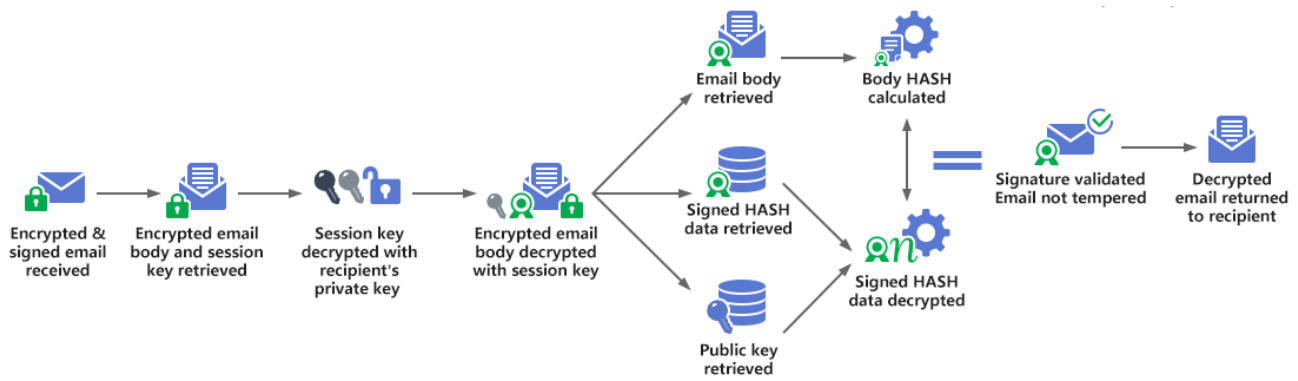 Encrypted &
signed email
received
Encrypted email
body and session
key retrieved
Session key
decrypted with
recipient's
private key
Encrypted email
body decrypted
with session key
Email body
retrieved
Body HASH
calculated
Signed HASH
data retrieved
Public key
retrieved
n
Signed HASH
data decrypted
=
Signature validated
Email not tempered
Decrypted
email returned
to recipient